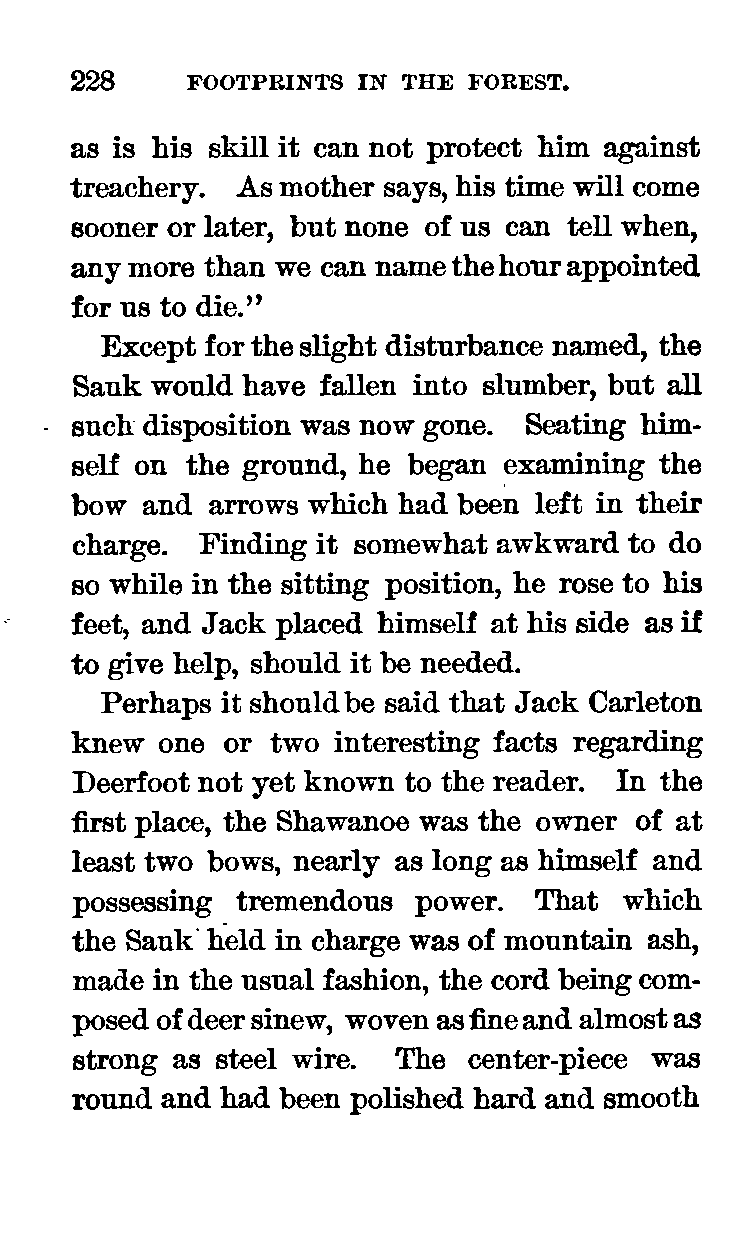 228 FOOTPRINTS IN THE FOREST.
as is his skill it can not protect him against
treachery. As mother says, his time will come
sooner or later, but none of us can tell when,
any more than we can name the hour appointed
for us to die."
Except for the slight disturbance named, the
Sauk would have fallen into slumber, but all
such disposition was now gone. Seating him-
self on the ground, he began examining the
bow and arrows which had been left in their
charge. Finding it somewhat awkward to do
so while in the sitting position, he rose to his
feet, and Jack placed himself at his side as if
to give help, should it be needed.
Perhaps it should be said that Jack Carleton
knew one or two interesting facts regarding
Deerfoot not yet known to the reader. In the
first place, the Shawanoe was the owner of at
least two bows, nearly as long as himself and
possessing tremendous power. That which
the Sauk held in charge was of mountain ash,
made in the usual fashion, the cord being com-
posed of deer sinew, woven as fine and almost as
strong as steel wire. The center-piece was
round and had been polished hard and smooth